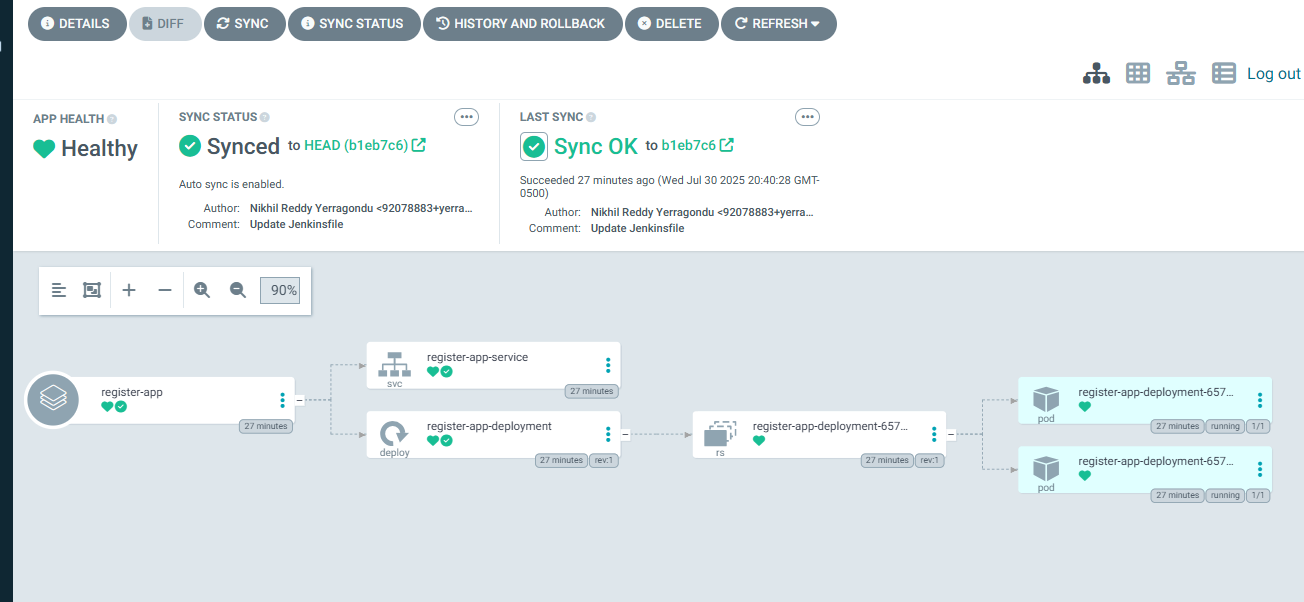 DETAILS DIFF SYNC SYNC STATUS HISTORY AND ROLLBACK DELETE REFRESH
Log out
APP HEALTH
Healthy
SYNC STATUS
Synced to HEAD (b1eb7c6)
Auto sync is enabled.
Author: Nikhil Reddy Yerragondu <92078883+yerra...
Comment: Update Jenkinsfile
LAST SYNC
Sync OK to b1eb7c6
Succeeded 27 minutes ago (Wed Jul 30 2025 20:40:28 GMT-
0500)
Author: Nikhil Reddy Yerragondu <92078883+yerra...
Comment: Update Jenkinsfile
90%
register-app
27 minutes
register-app-service
svc
27 minutes
register-app-deployment
deploy
27 minutes rev:1
register-app-deployment-657...
rs
27 minutes rev:1
register-app-deployment-657...
pod
27 minutes running 1/1
register-app-deployment-657...
pod
27 minutes running 1/1